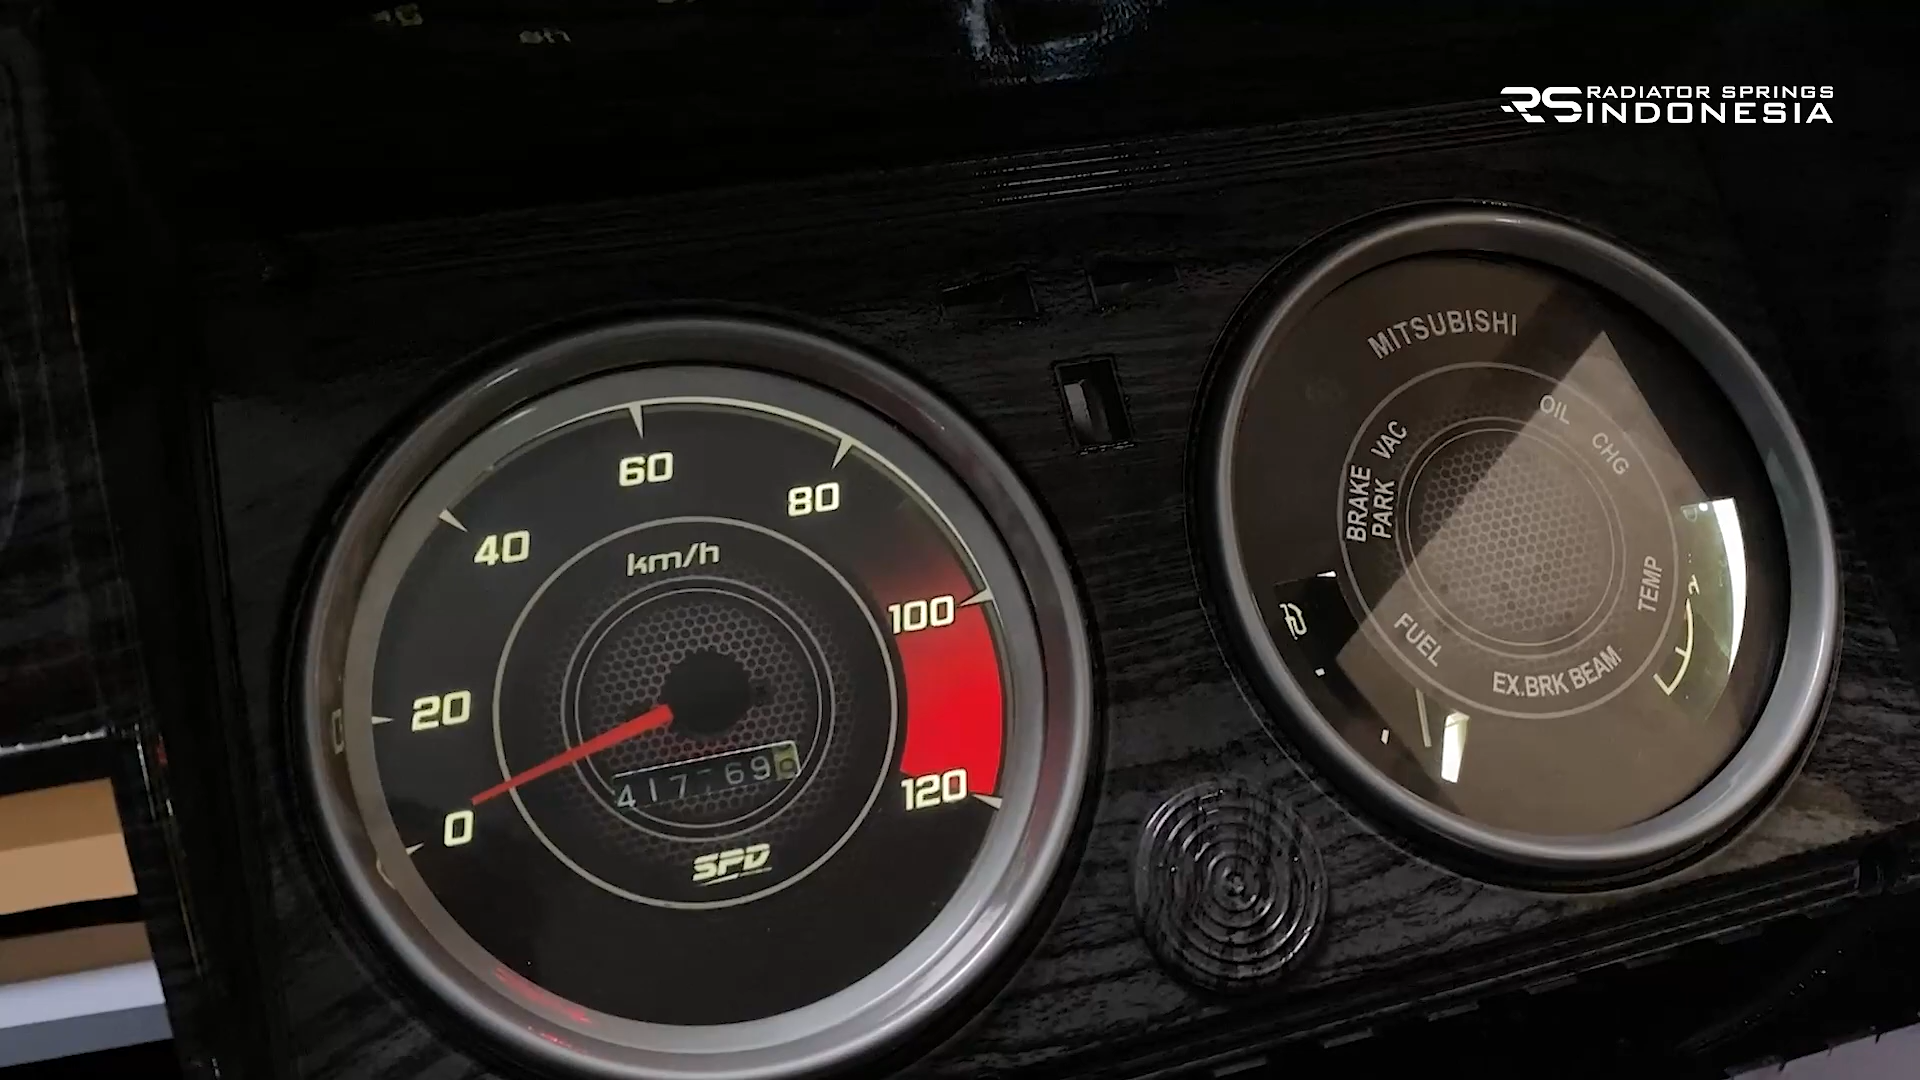 RS RADIATOR SPRINGS
INDONESIA
MITSUBISHI
OIL
CHG
VAC
BRAKE
PARK
TEMP
FUEL
EX.BRK BEAM
60
80
40
km/h
100
20
120
0
SPD